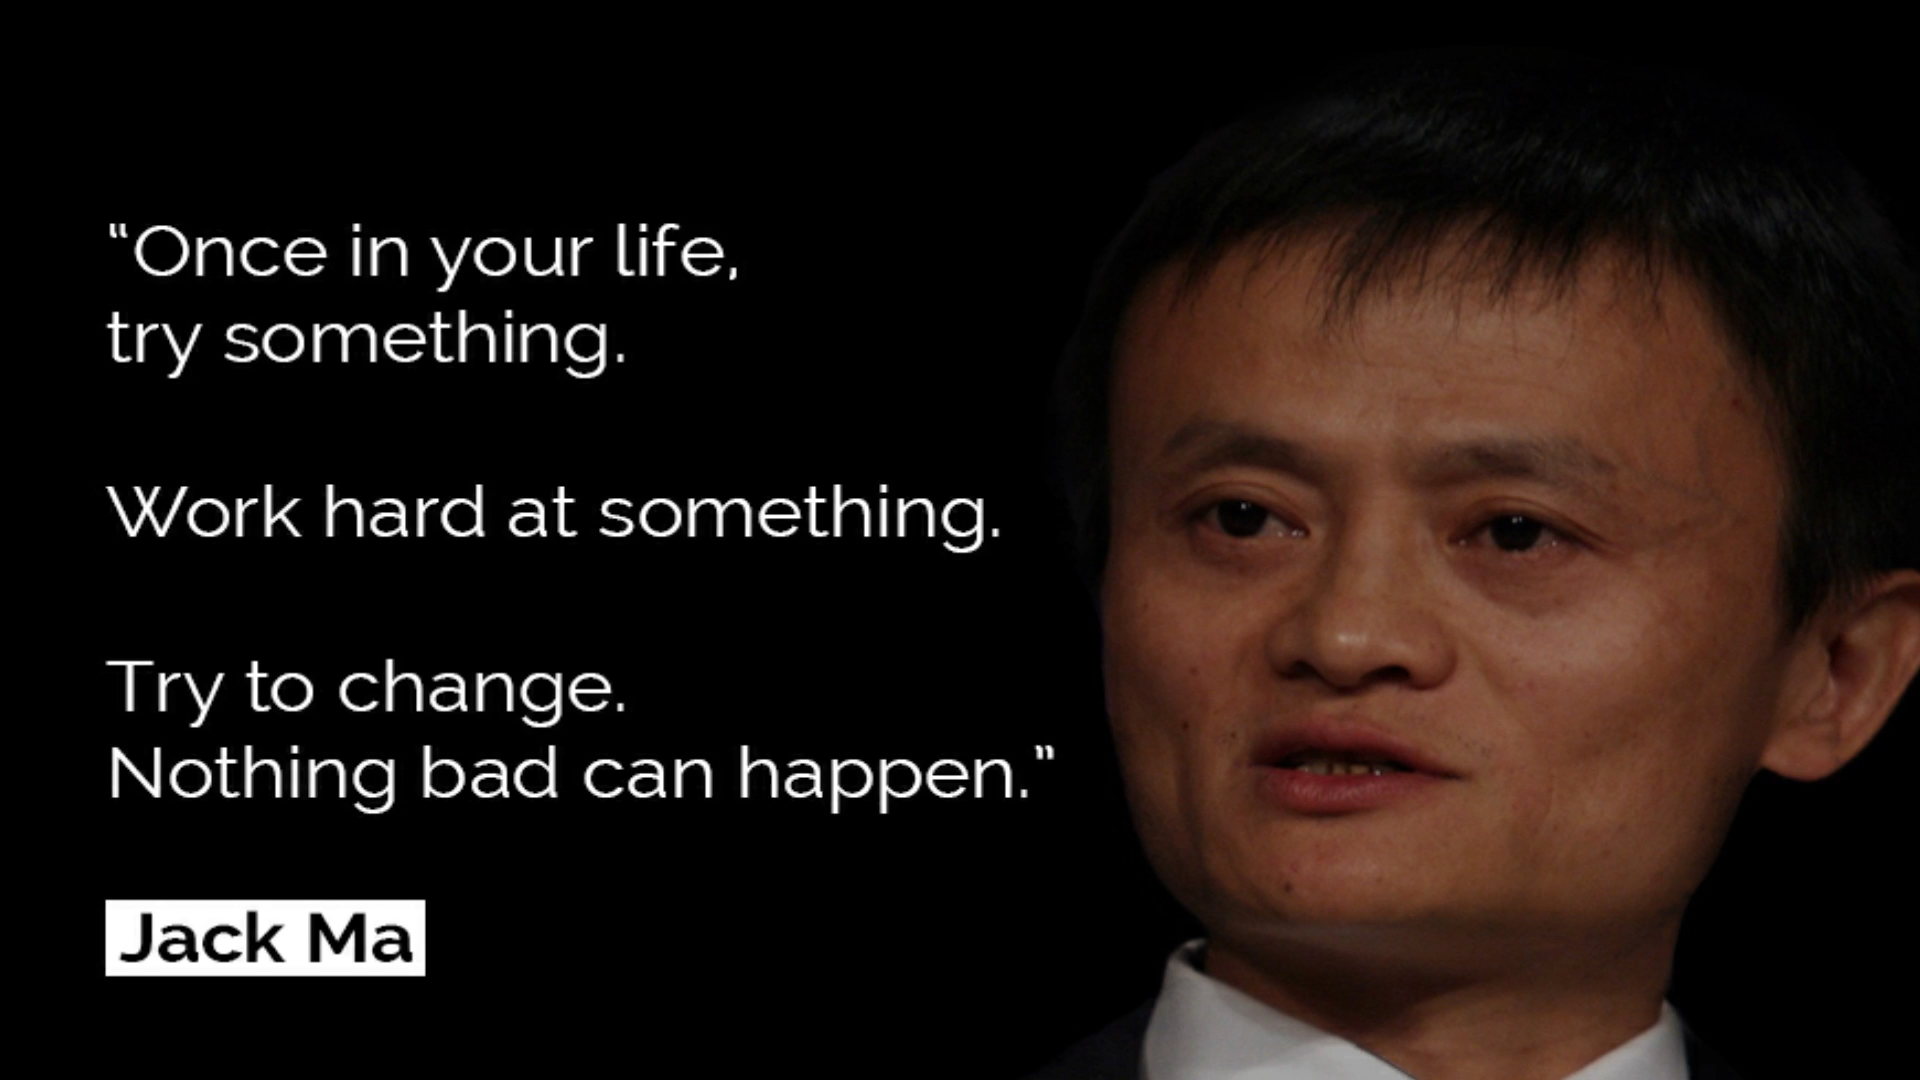 “Once in your life,
try something.
Work hard at something.
Try to change.
Nothing bad can happen.”
Jack Ma